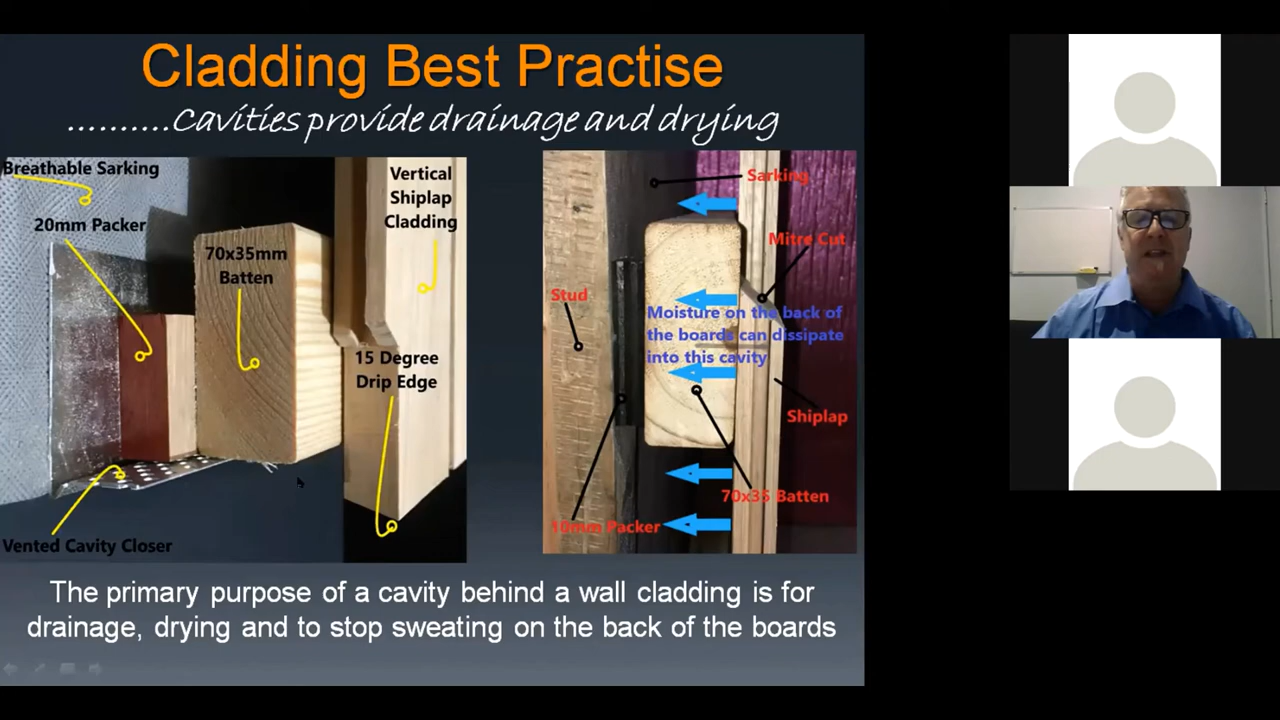 Cladding Best Practise
..........Cavities provide drainage and drying
Breathable Sarking
20mm Packer
70x35mm
Batten
Vertical
Shiplap
Cladding
15 Degree
Drip Edge
Vented Cavity Closer
Sarking
Mitre Cut
Stud
Moisture on the back of
the boards can dissipate
into this cavity
Shiplap
70x35 Batten
10mm Packer
The primary purpose of a cavity behind a wall cladding is for
drainage, drying and to stop sweating on the back of the boards